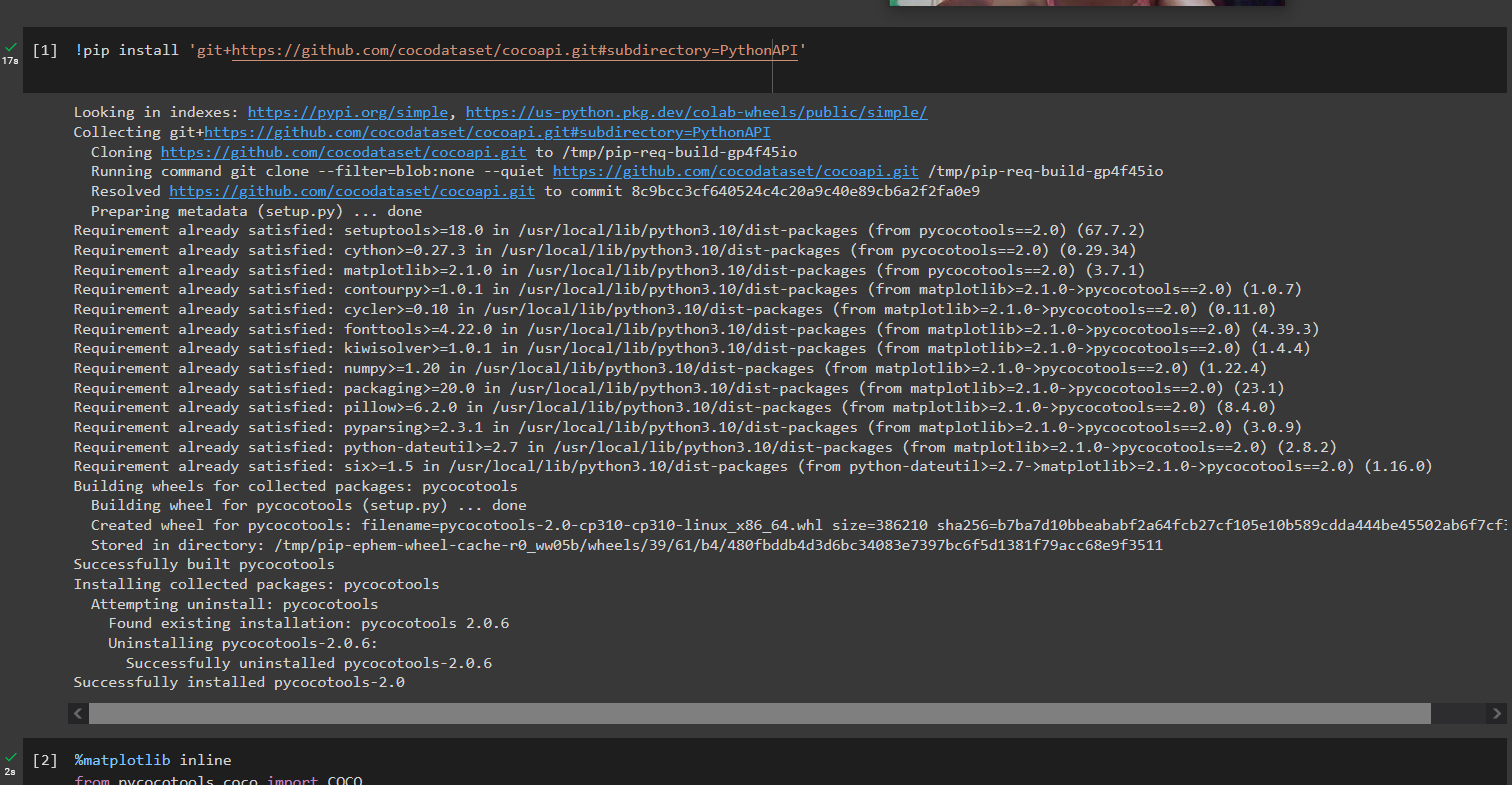 [1] !pip install 'git+https://github.com/cocodataset/cocoapi.git#subdirectory=PythonAPI'
17s
Looking in indexes: https://pypi.org/simple, https://us-python.pkg.dev/colab-wheels/public/simple/
Collecting git+https://github.com/cocodataset/cocoapi.git#subdirectory=PythonAPI
Cloning https://github.com/cocodataset/cocoapi.git to /tmp/pip-req-build-gp4f45io
Running command git clone --filter=blob:none --quiet https://github.com/cocodataset/cocoapi.git /tmp/pip-req-build-gp4f45io
Resolved https://github.com/cocodataset/cocoapi.git to commit 8c9bcc3cf640524c4c20a9c40e89cb6a2f2fa0e9
Preparing metadata (setup.py) ... done
Requirement already satisfied: setuptools>=18.0 in /usr/local/lib/python3.10/dist-packages (from pycocotools==2.0) (67.7.2)
Requirement already satisfied: cython>=0.27.3 in /usr/local/lib/python3.10/dist-packages (from pycocotools==2.0) (0.29.34)
Requirement already satisfied: matplotlib>=2.1.0 in /usr/local/lib/python3.10/dist-packages (from pycocotools==2.0) (3.7.1)
Requirement already satisfied: contourpy>=1.0.1 in /usr/local/lib/python3.10/dist-packages (from matplotlib>=2.1.0->pycocotools==2.0) (1.0.7)
Requirement already satisfied: cycler>=0.10 in /usr/local/lib/python3.10/dist-packages (from matplotlib>=2.1.0->pycocotools==2.0) (0.11.0)
Requirement already satisfied: fonttools>=4.22.0 in /usr/local/lib/python3.10/dist-packages (from matplotlib>=2.1.0->pycocotools==2.0) (4.39.3)
Requirement already satisfied: kiwisolver>=1.0.1 in /usr/local/lib/python3.10/dist-packages (from matplotlib>=2.1.0->pycocotools==2.0) (1.4.4)
Requirement already satisfied: numpy>=1.20 in /usr/local/lib/python3.10/dist-packages (from matplotlib>=2.1.0->pycocotools==2.0) (1.22.4)
Requirement already satisfied: packaging>=20.0 in /usr/local/lib/python3.10/dist-packages (from matplotlib>=2.1.0->pycocotools==2.0) (23.1)
Requirement already satisfied: pillow>=6.2.0 in /usr/local/lib/python3.10/dist-packages (from matplotlib>=2.1.0->pycocotools==2.0) (8.4.0)
Requirement already satisfied: pyparsing>=2.3.1 in /usr/local/lib/python3.10/dist-packages (from matplotlib>=2.1.0->pycocotools==2.0) (3.0.9)
Requirement already satisfied: python-dateutil>=2.7 in /usr/local/lib/python3.10/dist-packages (from matplotlib>=2.1.0->pycocotools==2.0) (2.8.2)
Requirement already satisfied: six>=1.5 in /usr/local/lib/python3.10/dist-packages (from python-dateutil>=2.7->matplotlib>=2.1.0->pycocotools==2.0) (1.16.0)
Building wheels for collected packages: pycocotools
Building wheel for pycocotools (setup.py) ... done
Created wheel for pycocotools: filename=pycocotools-2.0-cp310-cp310-linux_x86_64.whl size=386210 sha256=b7ba7d10bbeababf2a64fcb27cf105e10b589cdda444be45502ab6f7cf
Stored in directory: /tmp/pip-ephem-wheel-cache-r0_ww05b/wheels/39/61/b4/480fbddb4d3d6bc34083e7397bc6f5d1381f79acc68e9f3511
Successfully built pycocotools
Installing collected packages: pycocotools
Attempting uninstall: pycocotools
Found existing installation: pycocotools 2.0.6
Uninstalling pycocotools-2.0.6:
Successfully uninstalled pycocotools-2.0.6
Successfully installed pycocotools-2.0
[2] %matplotlib inline
2s
from pycocotools.coco import COCO